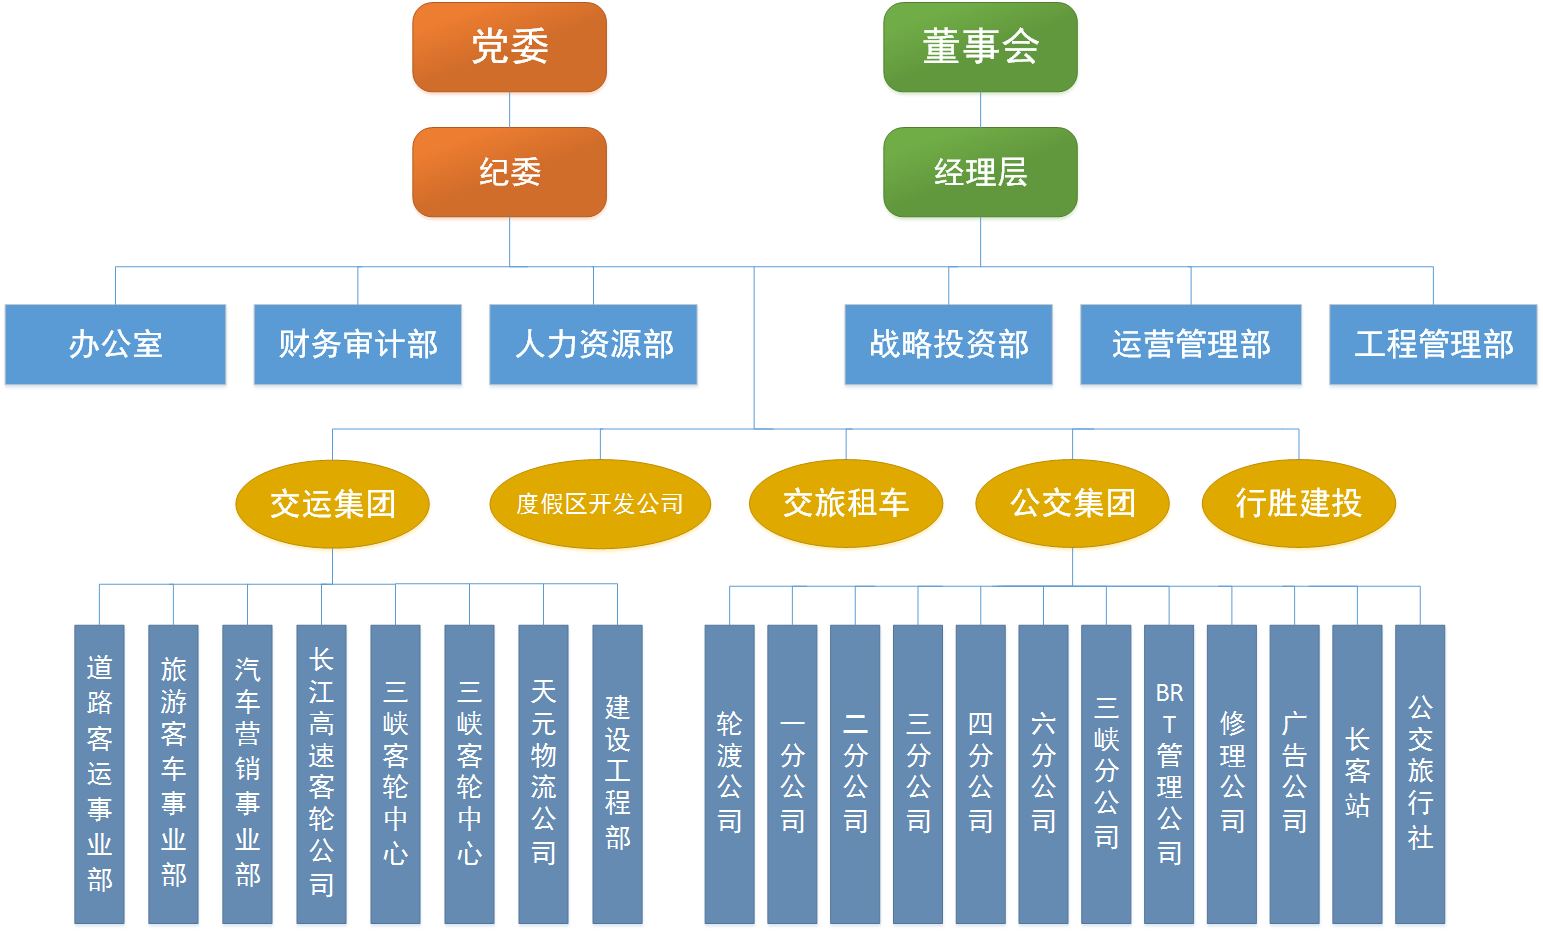 党委
董事会
纪委
经理层
办公室
财务审计部
人力资源部
战略投资部
运营管理部
工程管理部
交运集团
度假区开发公司
交旅租车
公交集团
行胜建投
道路客运事业部
旅游客车事业部
汽车营销事业部
长江高速客轮公司
三峡客轮中心
三峡客轮中心
天元物流公司
建设工程部
轮渡公司
一分公司
二分公司
三分公司
四分公司
六分公司
三峡分公司
BRT管理公司
修理公司
广告公司
长客站
公交旅行社